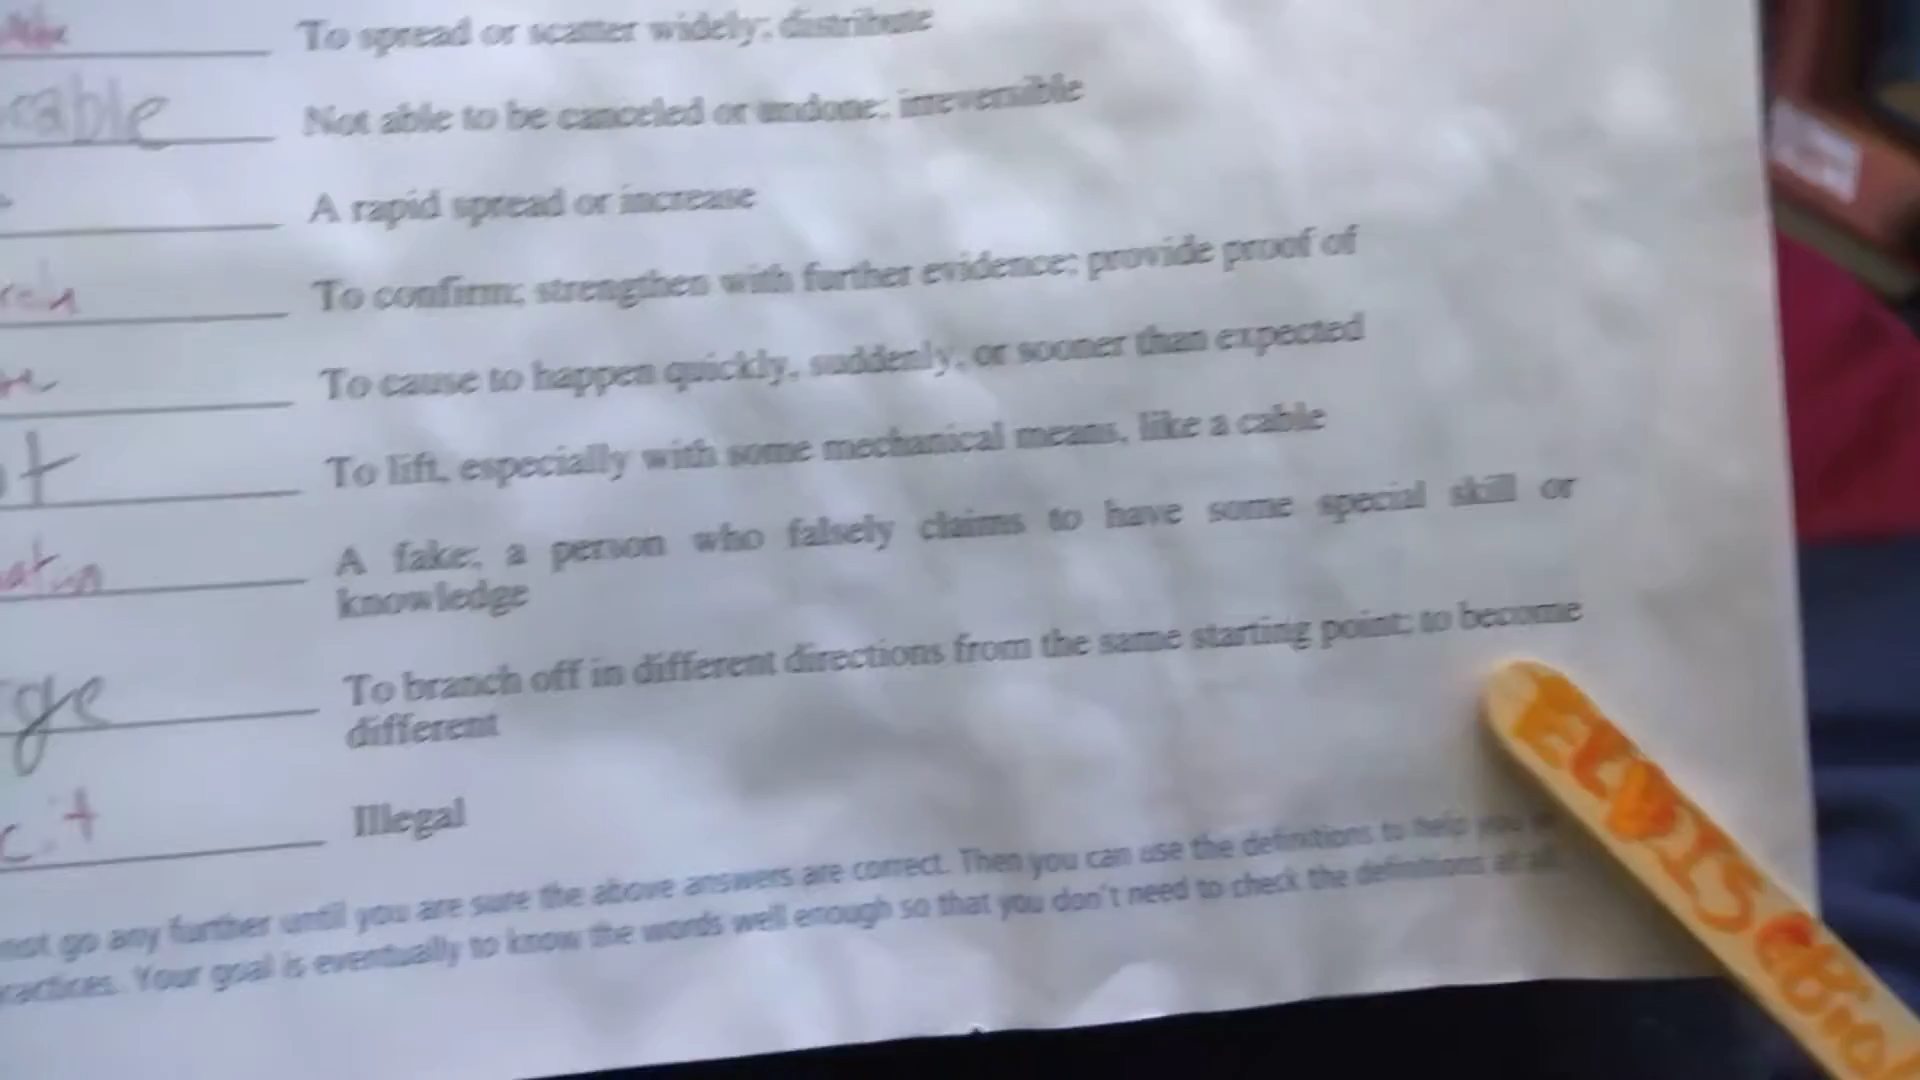 To spread or scatter widely; distribute
cable Not able to be canceled or undone; irreversible
A rapid spread or increase
To confirm; strengthen with further evidence; provide proof of
To cause to happen quickly, suddenly, or sooner than expected
t To lift, especially with some mechanical means, like a cable
A fake; a person who falsely claims to have some special skill or
knowledge
ge To branch off in different directions from the same starting point; to become
different
c.t Illegal
not go any further until you are sure the above answers are correct. Then you can use the definitions to help you
ractices. Your goal is eventually to know the words well enough so that you don't need to check the definitions at all.